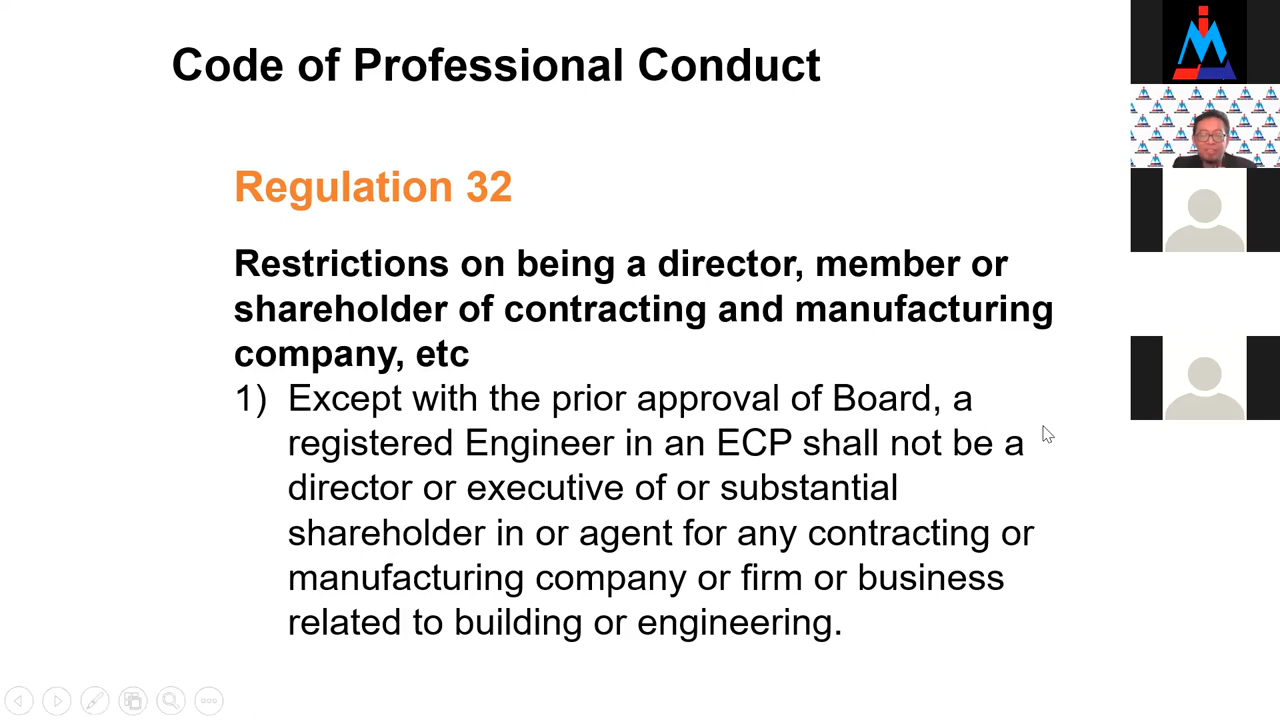 Code of Professional Conduct
Regulation 32
Restrictions on being a director, member or
shareholder of contracting and manufacturing
company, etc
1) Except with the prior approval of Board, a
registered Engineer in an ECP shall not be a
director or executive of or substantial
shareholder in or agent for any contracting or
manufacturing company or firm or business
related to building or engineering.